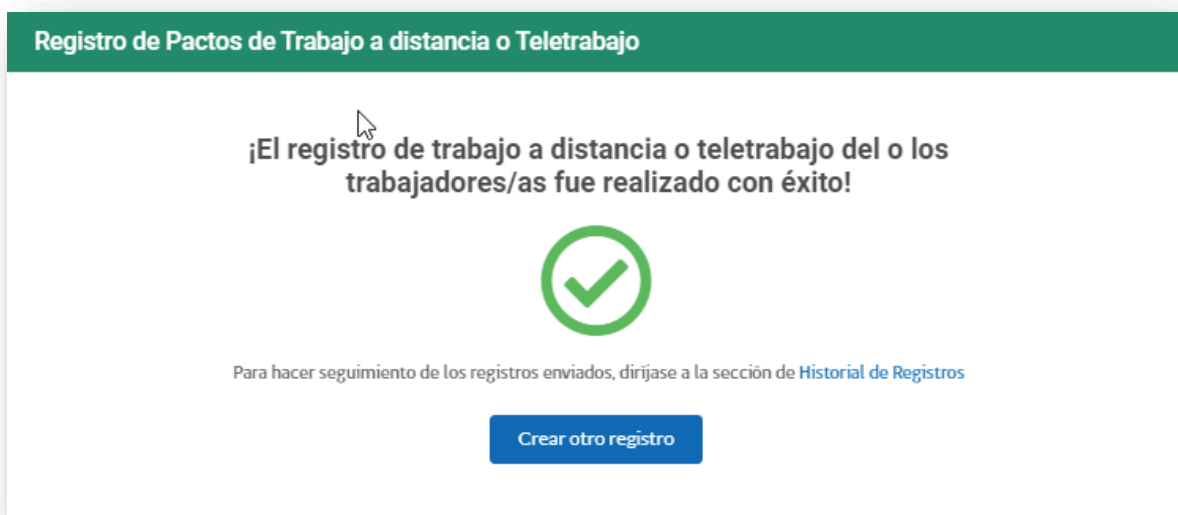 Registro de Pactos de Trabajo a distancia o Teletrabajo
¡El registro de trabajo a distancia o teletrabajo del o los
trabajadores/as fue realizado con éxito!
Para hacer seguimiento de los registros enviados, diríjase a la sección de Historial de Registros
Crear otro registro